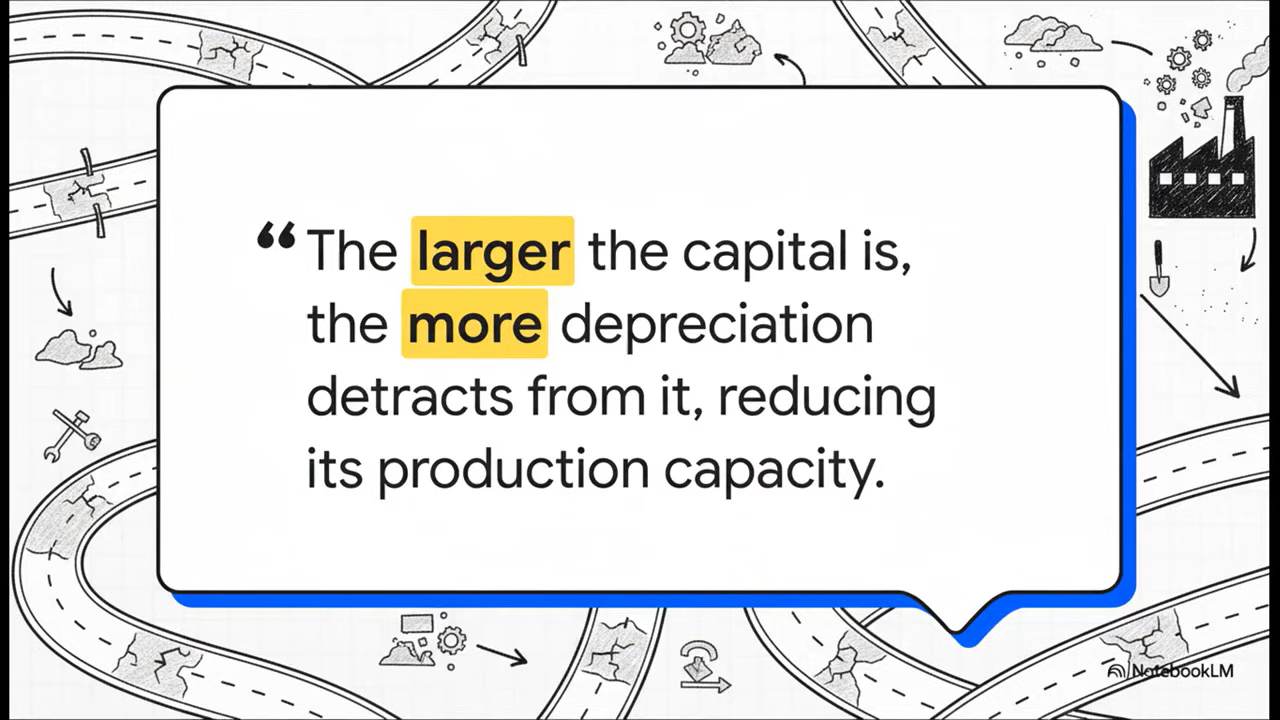 “The larger the capital is,
the more depreciation
detracts from it, reducing
its production capacity.
NotebookLM